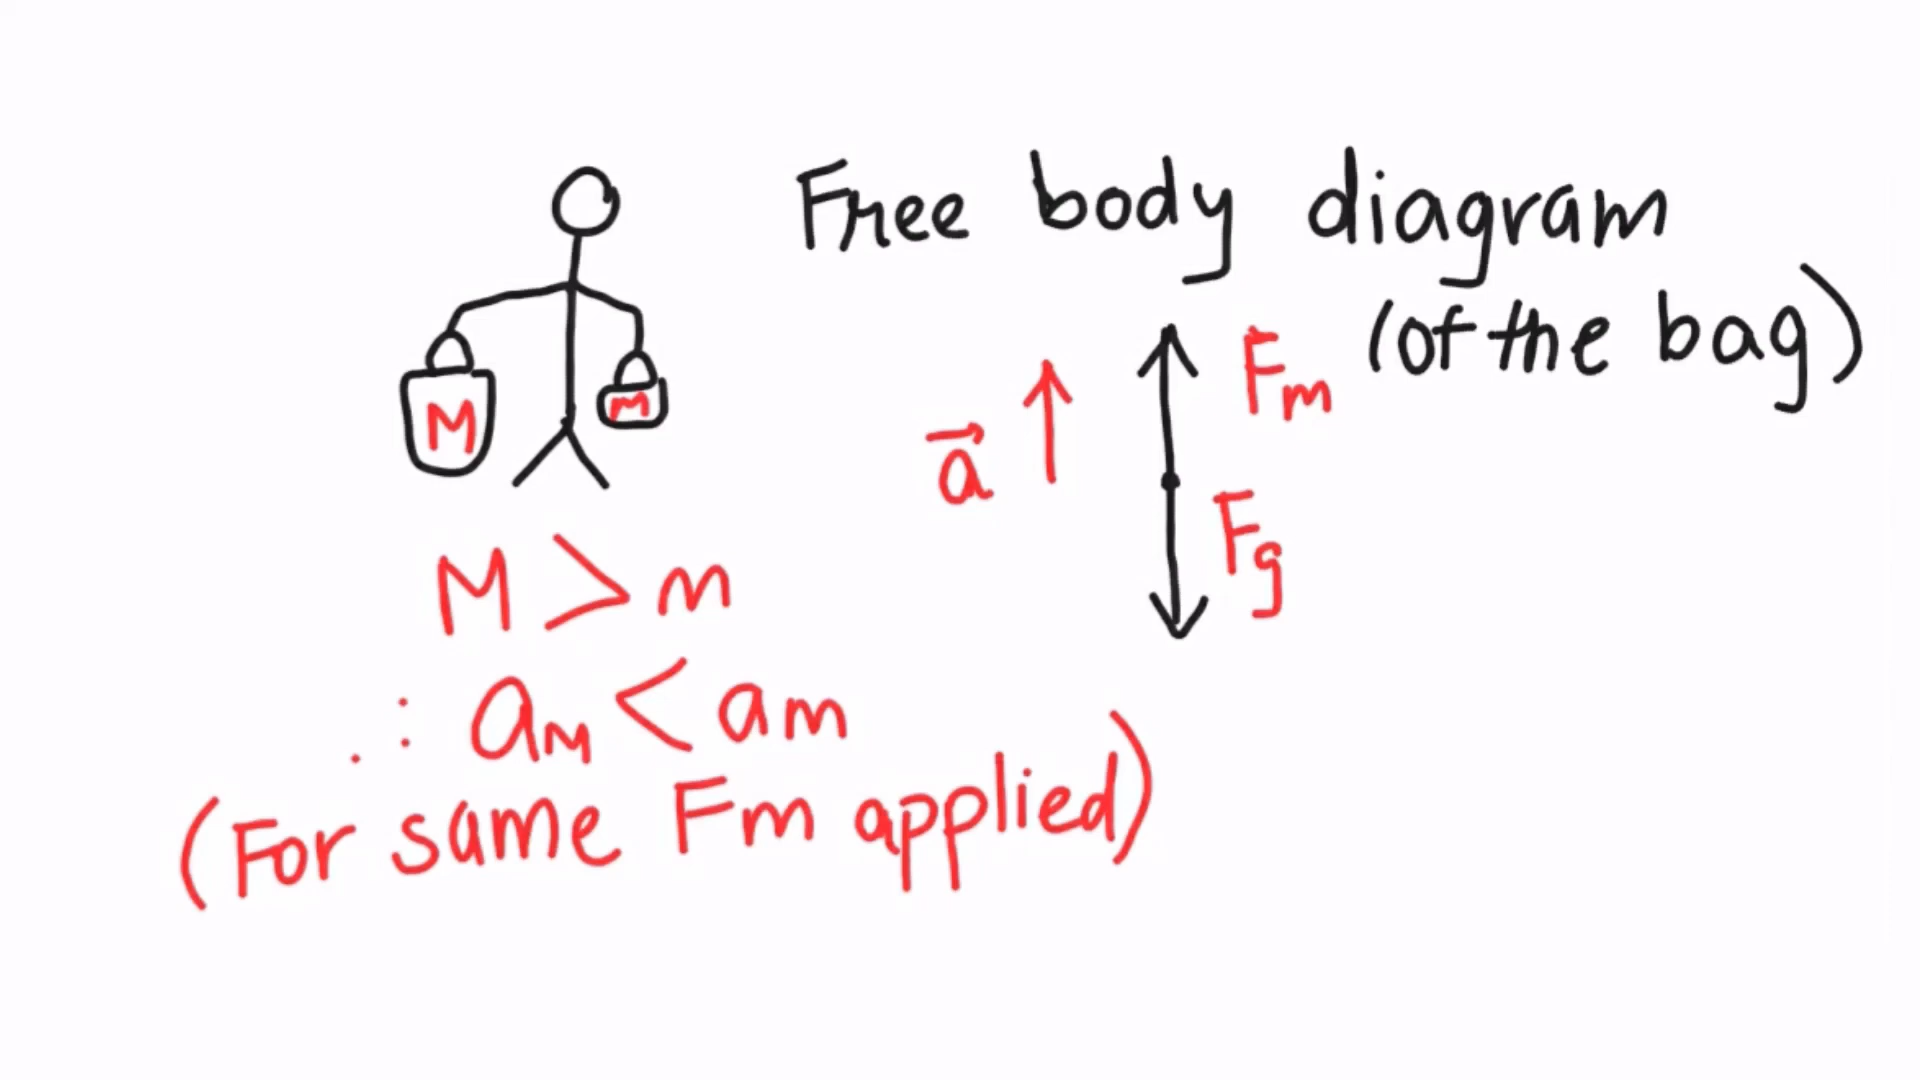 Free body diagram
(of the bag)
M
m
a⃗
Fm
Fg
M > m
∴ aM < am
(For same Fm applied)